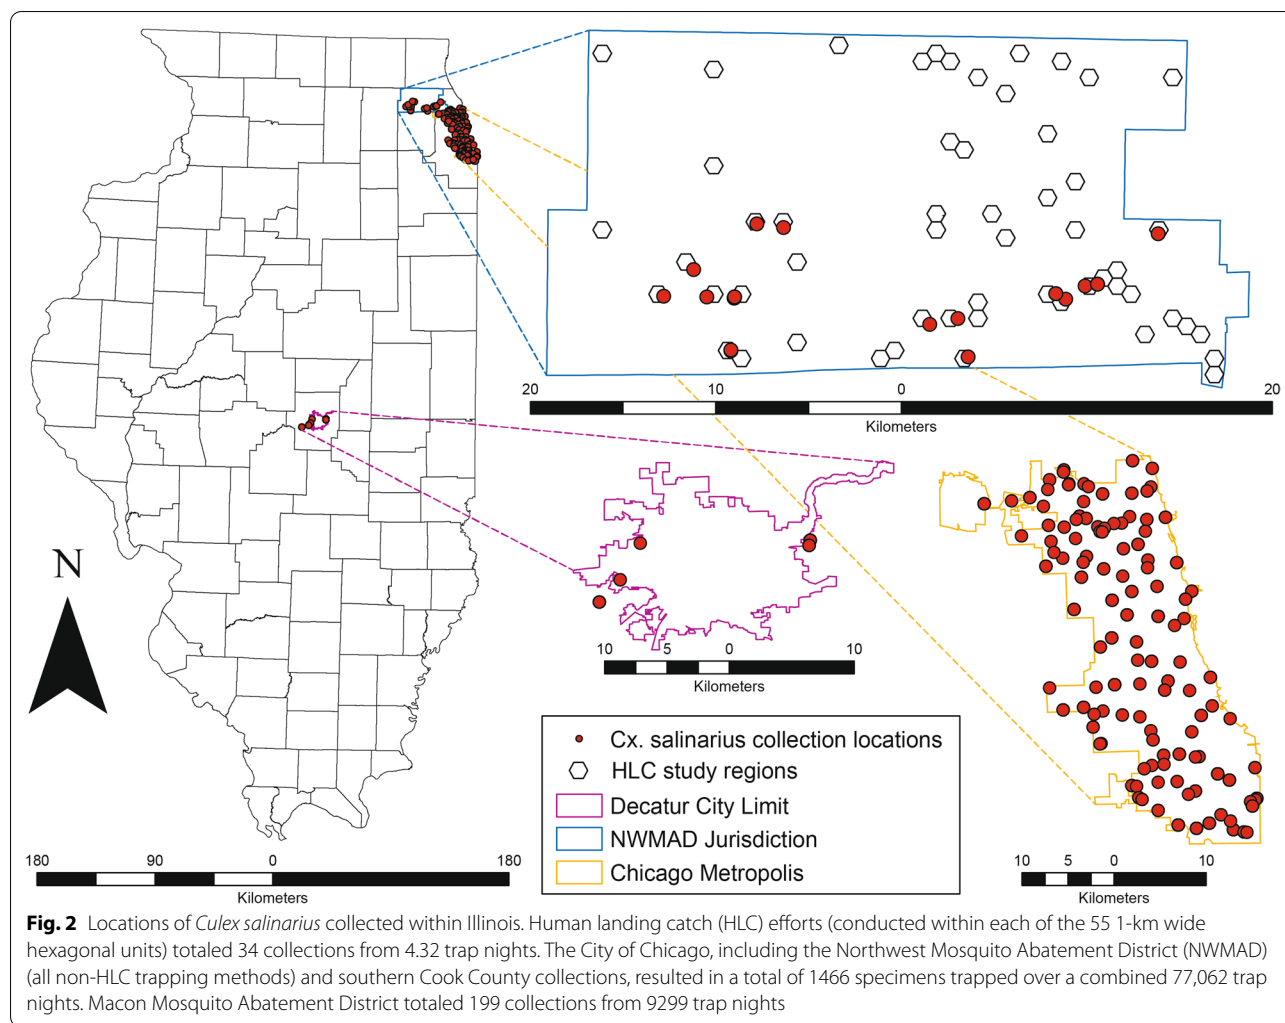 20 10 0 20
Kilometers
N
10 5 0 10
Kilometers
Cx. salinarius collection locations
HLC study regions
Decatur City Limit
NWMAD Jurisdiction
Chicago Metropolis
180 90 0 180
Kilometers
10 5 0 10
Kilometers
Fig. 2 Locations of Culex salinarius collected within Illinois. Human landing catch (HLC) efforts (conducted within each of the 55 1-km wide
hexagonal units) totaled 34 collections from 4.32 trap nights. The City of Chicago, including the Northwest Mosquito Abatement District (NWMAD)
(all non-HLC trapping methods) and southern Cook County collections, resulted in a total of 1466 specimens trapped over a combined 77,062 trap
nights. Macon Mosquito Abatement District totaled 199 collections from 9299 trap nights